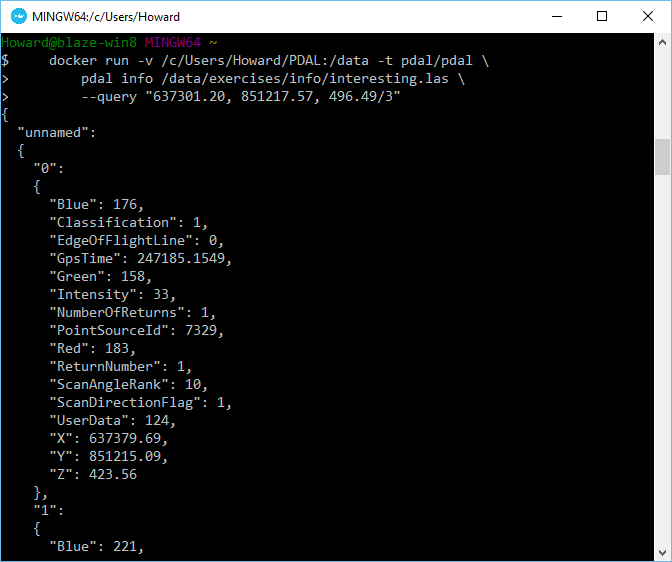 MINGW64:/c/Users/Howard
Howard@blaze-win8 MINGW64 ~
$     docker run -v /c/Users/Howard/PDAL:/data -t pdal/pdal \
>         pdal info /data/exercises/info/interesting.las \
>         --query "637301.20, 851217.57, 496.49/3"
{
  "unnamed":
  {
    "0":
    {
      "Blue": 176,
      "Classification": 1,
      "EdgeOfFlightLine": 0,
      "GpsTime": 247185.1549,
      "Green": 158,
      "Intensity": 33,
      "NumberOfReturns": 1,
      "PointSourceId": 7329,
      "Red": 183,
      "ReturnNumber": 1,
      "ScanAngleRank": 10,
      "ScanDirectionFlag": 1,
      "UserData": 124,
      "X": 637379.69,
      "Y": 851215.09,
      "Z": 423.56
    },
    "1":
    {
      "Blue": 221,